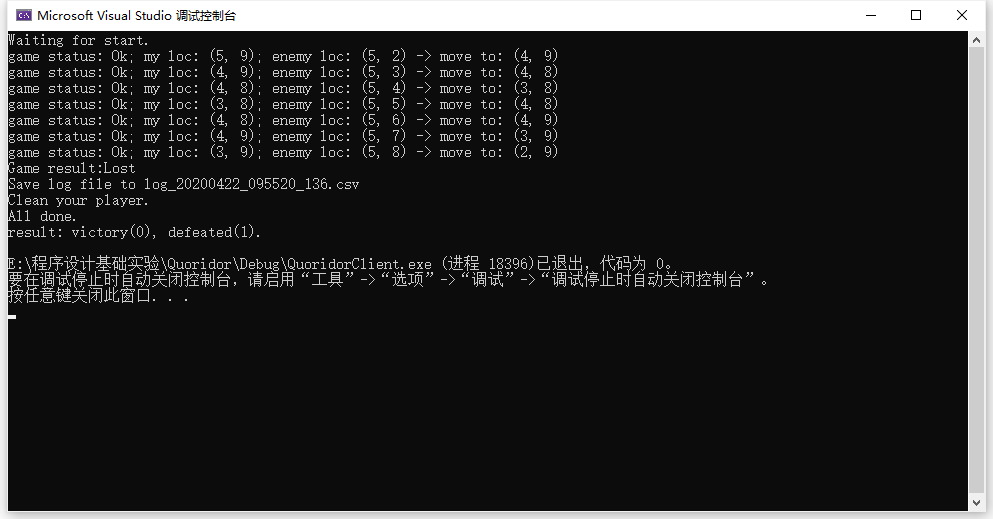 Microsoft Visual Studio 调试控制台
Waiting for start.
game status: Ok; my loc: (5, 9); enemy loc: (5, 2) -> move to: (4, 9)
game status: Ok; my loc: (4, 9); enemy loc: (5, 3) -> move to: (4, 8)
game status: Ok; my loc: (4, 8); enemy loc: (5, 4) -> move to: (3, 8)
game status: Ok; my loc: (3, 8); enemy loc: (5, 5) -> move to: (4, 8)
game status: Ok; my loc: (4, 8); enemy loc: (5, 6) -> move to: (4, 9)
game status: Ok; my loc: (4, 9); enemy loc: (5, 7) -> move to: (3, 9)
game status: Ok; my loc: (3, 9); enemy loc: (5, 8) -> move to: (2, 9)
Game result:Lost
Save log file to log_20200422_095520_136.csv
Clean your player.
All done.
result: victory(0), defeated(1).
E:\程序设计基础实验\Quoridor\Debug\QuoridorClient.exe (进程 18396)已退出，代码为 0。
要在调试停止时自动关闭控制台，请启用“工具”->“选项”->“调试”->“调试停止时自动关闭控制台”。
按任意键关闭此窗口. . .